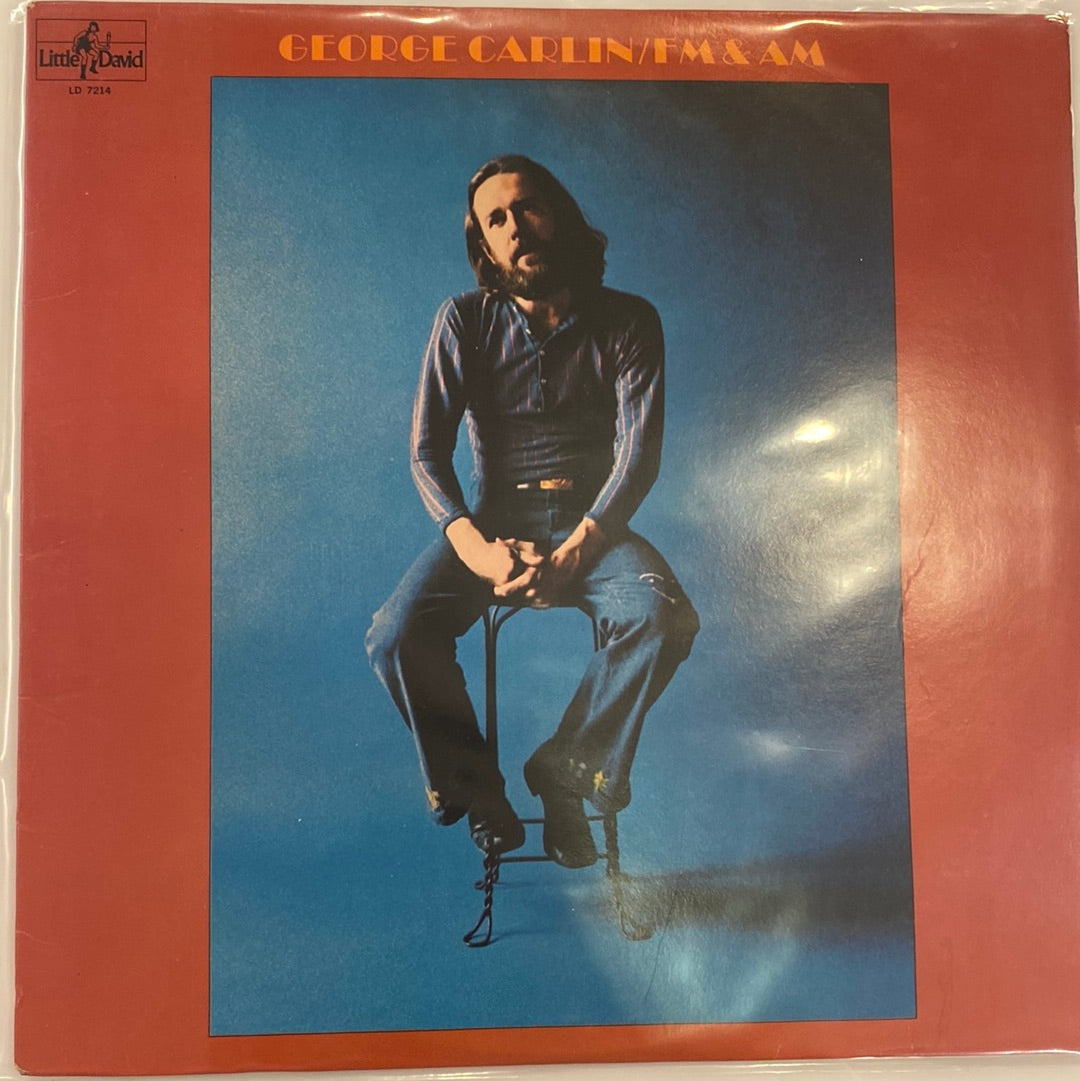 Little David
LD 7214
GEORGE CARLIN/FM & AM